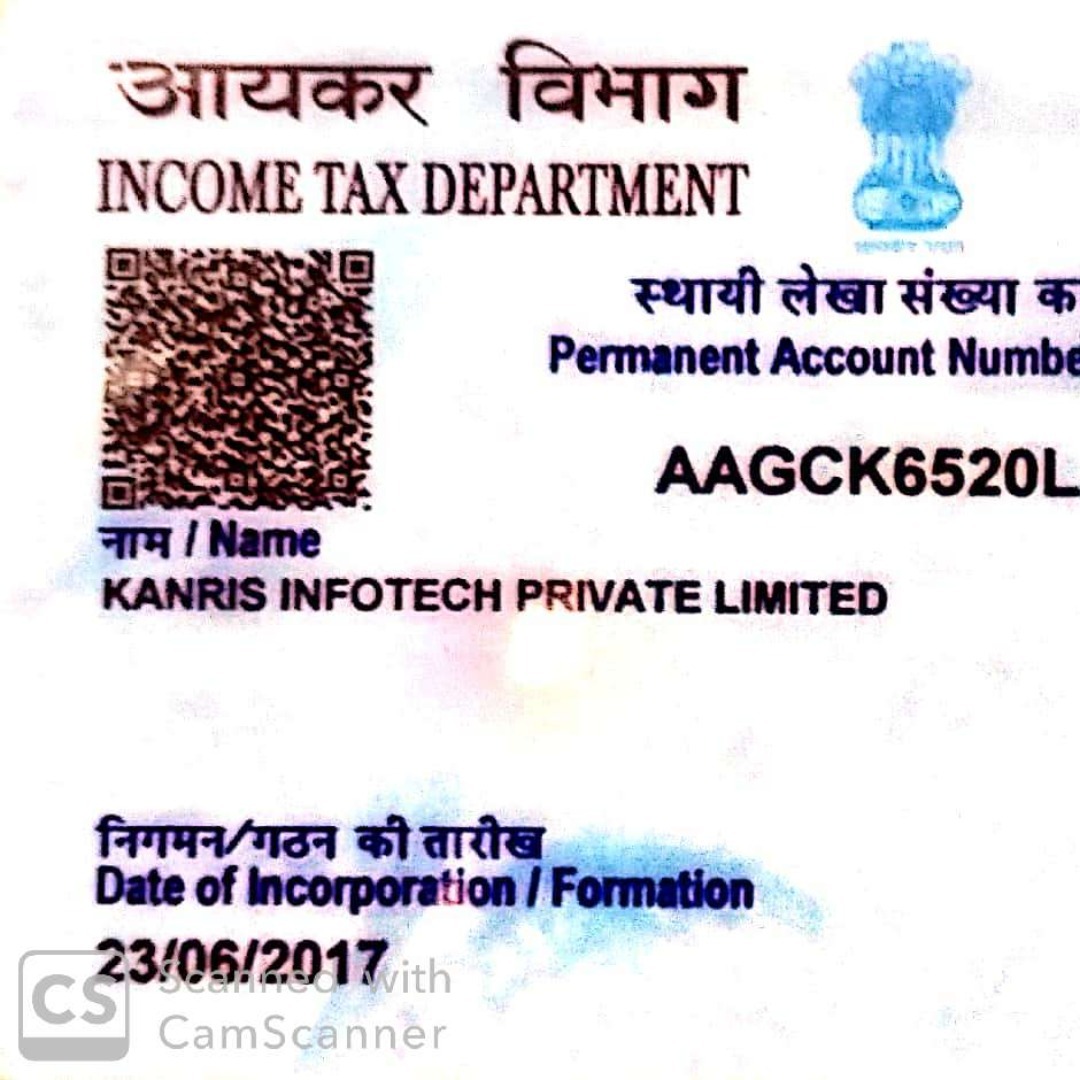 आयकर विभाग
INCOME TAX DEPARTMENT
स्थायी लेखा संख्या का
Permanent Account Numbe
AAGCK6520L
नाम / Name
KANRIS INFOTECH PRIVATE LIMITED
निगमन/गठन की तारीख
Date of Incorporation / Formation
23/06/2017
CS Scanned with
CamScanner